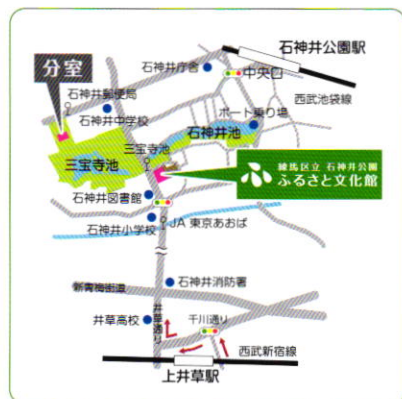 石神井公園駅
分室
石神井庁舎
中央口
石神井郵便局
西武池袋線
石神井中学校
ボート乗り場
石神井池
三宝寺池
三宝寺池
練馬区立 石神井公園
ふるさと文化館
石神井図書館
石神井小学校
JA 東京あおば
石神井消防署
新青梅街道
井草通り
井草高校
千川通り
西武新宿線
上井草駅